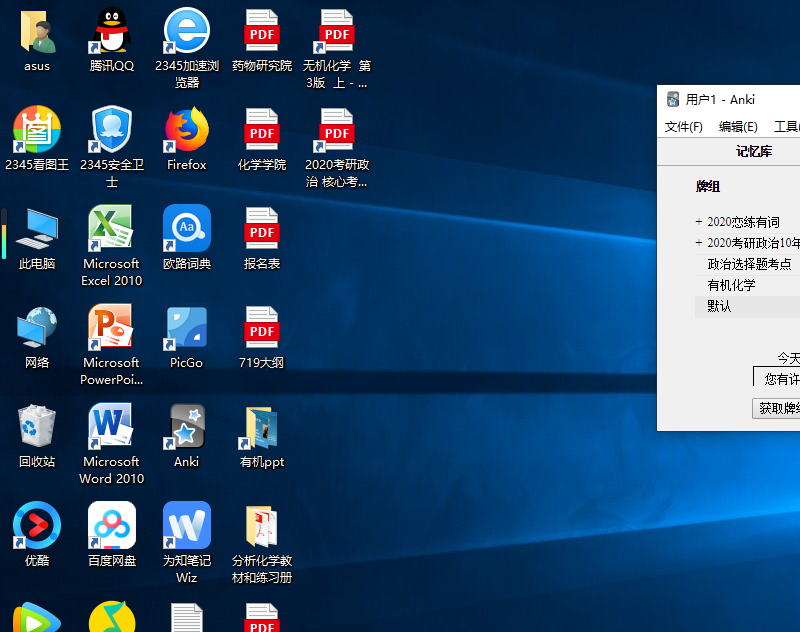 asus
腾讯QQ
2345加速浏
览器
药物研究院
无机化学 第
3版 上 - ...
2345看图王
2345安全卫
士
Firefox
化学学院
2020考研政
治 核心考...
此电脑
Microsoft
Excel 2010
欧路词典
报名表
网络
Microsoft
PowerPoi...
PicGo
719大纲
回收站
Microsoft
Word 2010
Anki
有机ppt
优酷
百度网盘
为知笔记
Wiz
分析化学教
材和练习册
PDF
PDF
PDF
PDF
PDF
PDF
PDF
Aa
用户1 - Anki
文件(F) 编辑(E) 工具(
记忆库
牌组
+ 2020恋练有词
+ 2020考研政治10年
政治选择题考点
有机化学
默认
今天
您有许
获取牌组